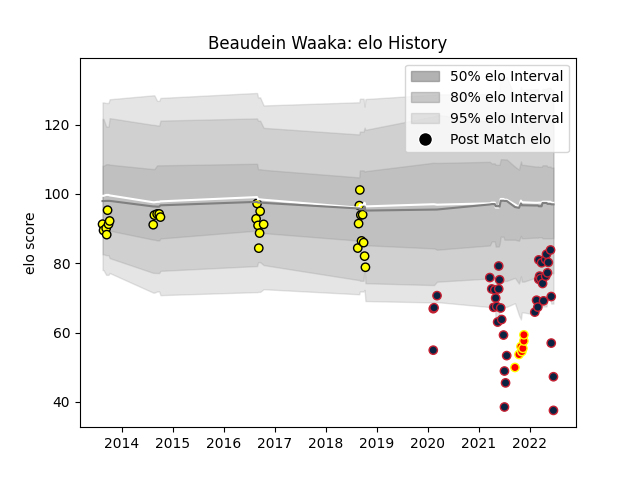 Beaudein Waaka: elo History
50% elo Interval
80% elo Interval
95% elo Interval
Post Match elo
elo score
120
100
80
60
40
2014 2015 2016 2017 2018 2019 2020 2021 2022